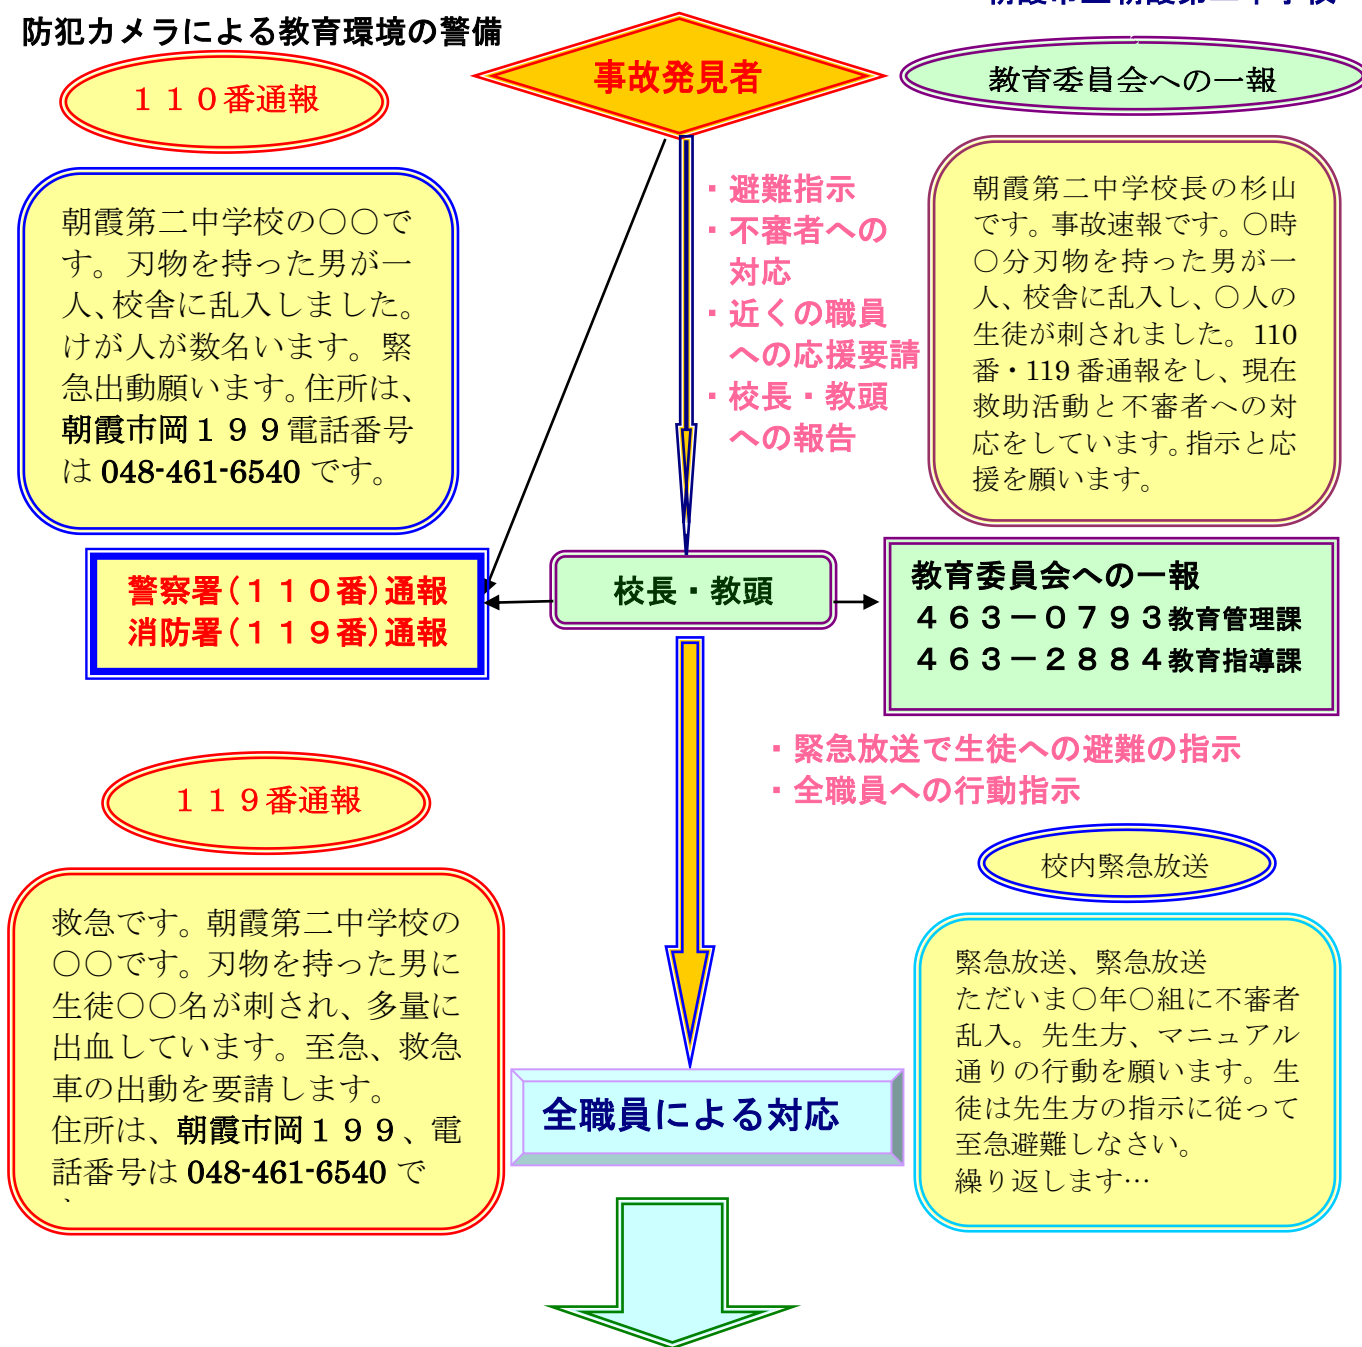 防犯カメラによる教育環境の警備
事故発見者
１１０番通報
朝霞第二中学校の〇〇で
す。刃物を持った男が一
人、校舎に乱入しました。
けが人が数名います。緊
急出動願います。住所は、
朝霞市岡１９９電話番号
は 048-461-6540 です。
・避難指示
・不審者への
対応
・近くの職員
への応援要請
・校長・教頭
への報告
教育委員会への一報
朝霞第二中学校長の杉山
です。事故速報です。〇時
〇分刃物を持った男が一
人、校舎に乱入し、〇人の
生徒が刺されました。110
番・119 番通報をし、現在
救助活動と不審者への対
応をしています。指示と応
援を願います。
警察署（１１０番）通報
消防署（１１９番）通報
校長・教頭
教育委員会への一報
４６３－０７９３教育管理課
４６３－２８８４教育指導課
・緊急放送で生徒への避難の指示
・全職員への行動指示
１１９番通報
救急です。朝霞第二中学校の
〇〇です。刃物を持った男に
生徒〇〇名が刺され、多量に
出血しています。至急、救急
車の出動を要請します。
住所は、朝霞市岡１９９、電
話番号は 048-461-6540 で
校内緊急放送
緊急放送、緊急放送
ただいま〇年〇組に不審者
乱入。先生方、マニュアル
通りの行動を願います。生
徒は先生方の指示に従って
至急避難しなさい。
繰り返します…
全職員による対応